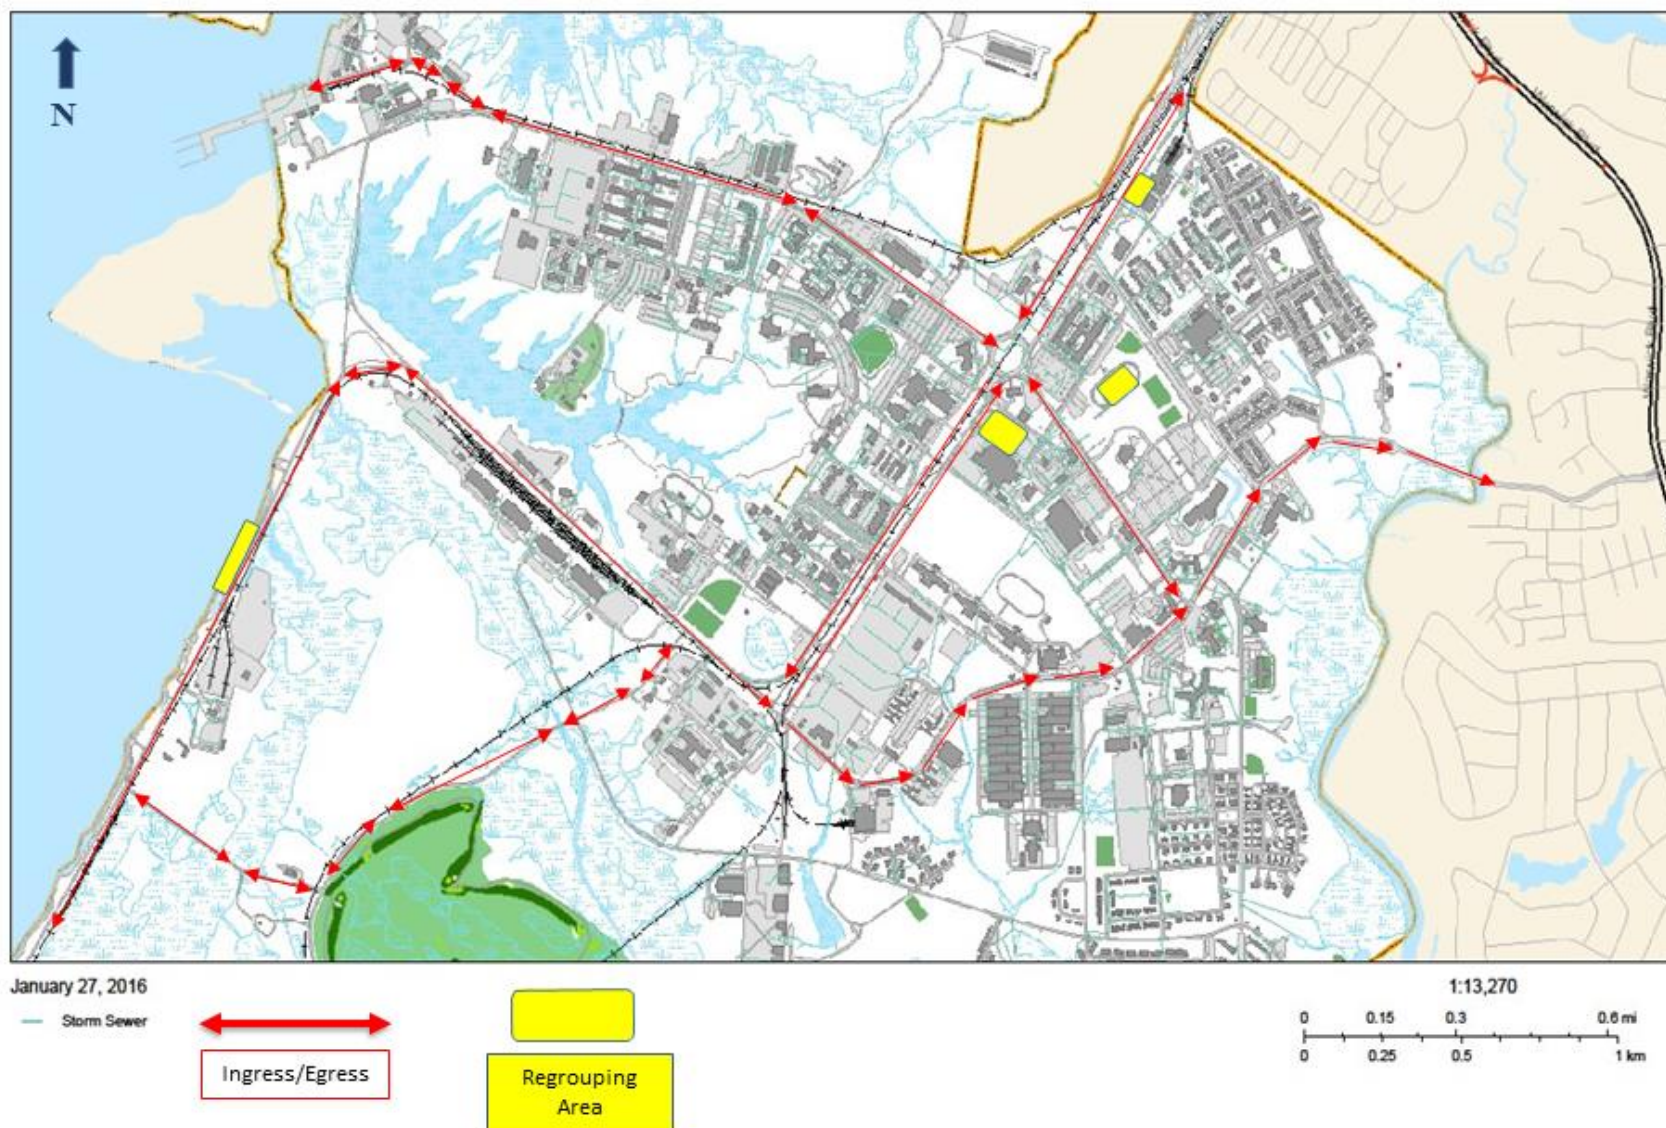 N
January 27, 2016
Storm Sewer
Ingress/Egress
Regrouping
Area
1:13,270
0 0.15 0.3 0.6 mi
0 0.25 0.5 1 km